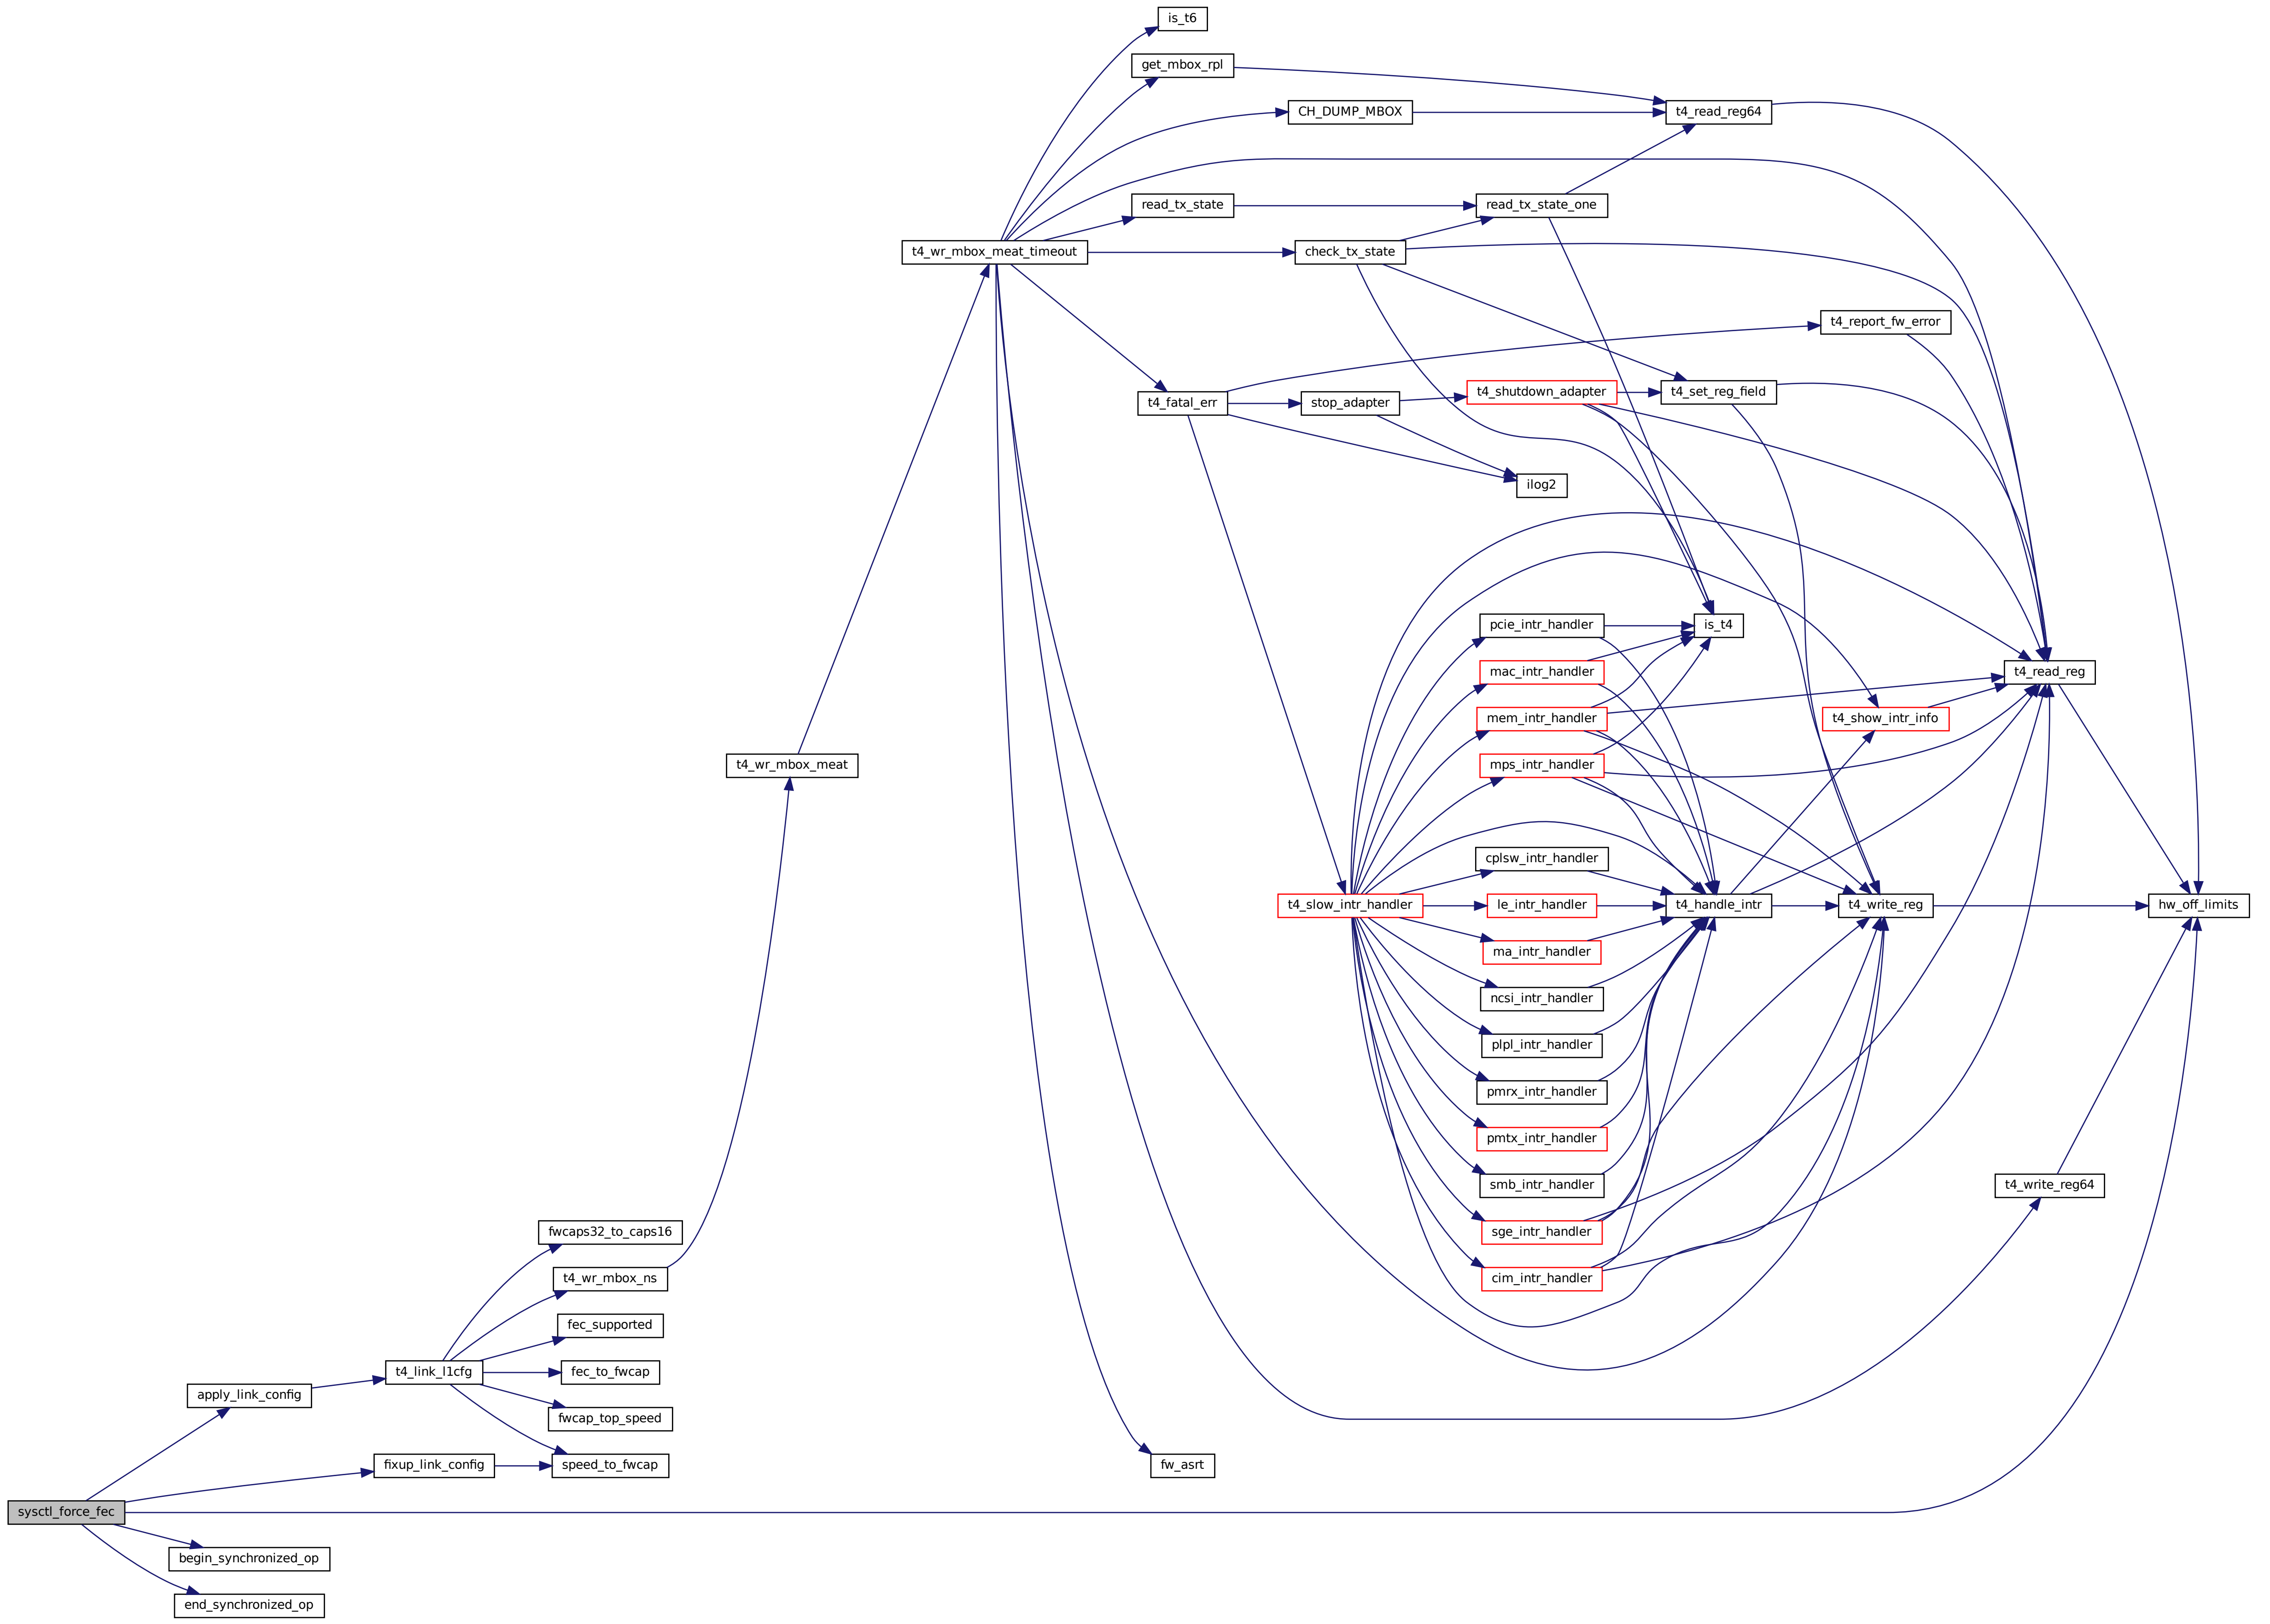 is_t6
get_mbox_rpl
CH_DUMP_MBOX
t4_read_reg64
read_tx_state
read_tx_state_one
t4_wr_mbox_meat_timeout
check_tx_state
t4_report_fw_error
t4_fatal_err
stop_adapter
t4_shutdown_adapter
t4_set_reg_field
ilog2
pcie_intr_handler
is_t4
mac_intr_handler
t4_read_reg
mem_intr_handler
t4_show_intr_info
t4_wr_mbox_meat
mps_intr_handler
cplsw_intr_handler
t4_slow_intr_handler
le_intr_handler
t4_handle_intr
t4_write_reg
hw_off_limits
ma_intr_handler
ncsi_intr_handler
plpl_intr_handler
pmrx_intr_handler
pmtx_intr_handler
smb_intr_handler
t4_write_reg64
fwcaps32_to_caps16
sge_intr_handler
t4_wr_mbox_ns
cim_intr_handler
fec_supported
t4_link_l1cfg
fec_to_fwcap
apply_link_config
fwcap_top_speed
fixup_link_config
speed_to_fwcap
fw_asrt
sysctl_force_fec
begin_synchronized_op
end_synchronized_op